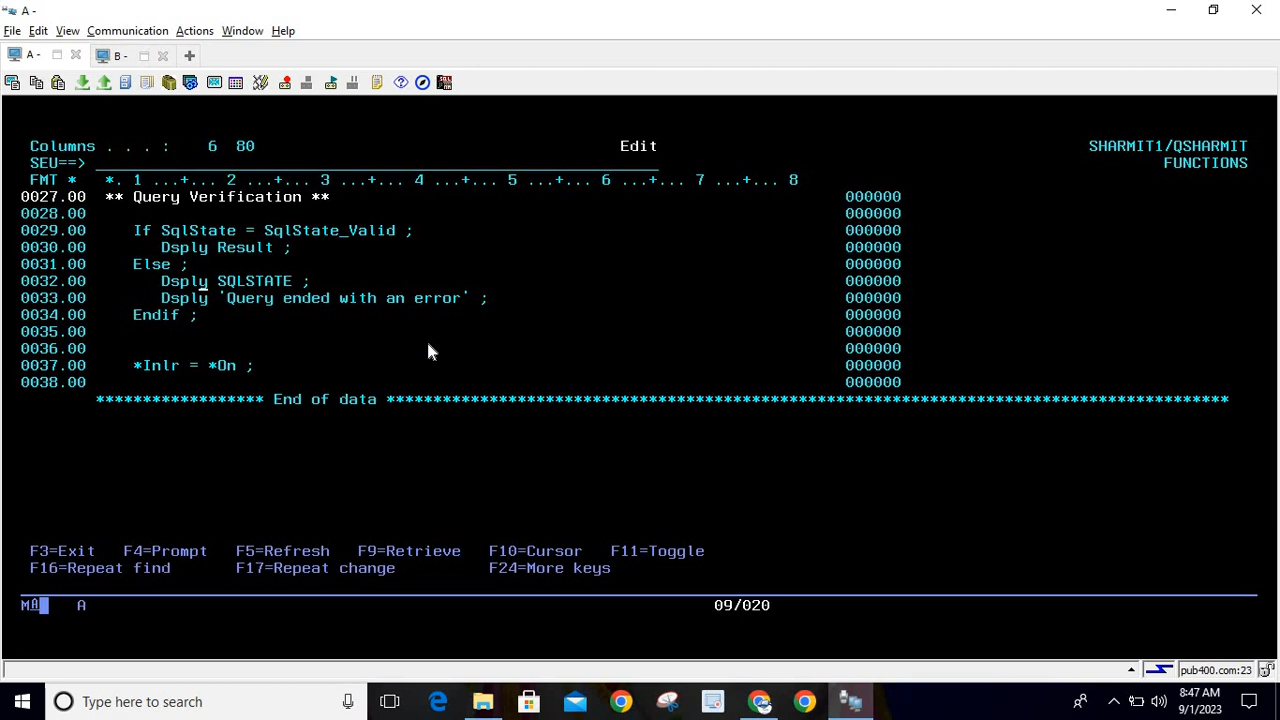 A -
File Edit View Communication Actions Window Help
A - B -
Columns . . . : 6 80 Edit SHARMIT1/QSHARMIT
SEU==> FUNCTIONS
FMT * *. 1 ...+... 2 ...+... 3 ...+... 4 ...+... 5 ...+... 6 ...+... 7 ...+... 8
0027.00 ** Query Verification ** 000000
0028.00 000000
0029.00 If SqlState = SqlState_Valid ; 000000
0030.00 Dsply Result ; 000000
0031.00 Else ; 000000
0032.00 Dsply SQLSTATE ; 000000
0033.00 Dsply 'Query ended with an error' ; 000000
0034.00 Endif ; 000000
0035.00 000000
0036.00 000000
0037.00 *Inlr = *On ; 000000
0038.00 000000
****************** End of data ******************************************************************************************
F3=Exit F4=Prompt F5=Refresh F9=Retrieve F10=Cursor F11=Toggle
F16=Repeat find F17=Repeat change F24=More keys
MA A 09/020
pub400.com:23
Type here to search
8:47 AM
9/1/2023